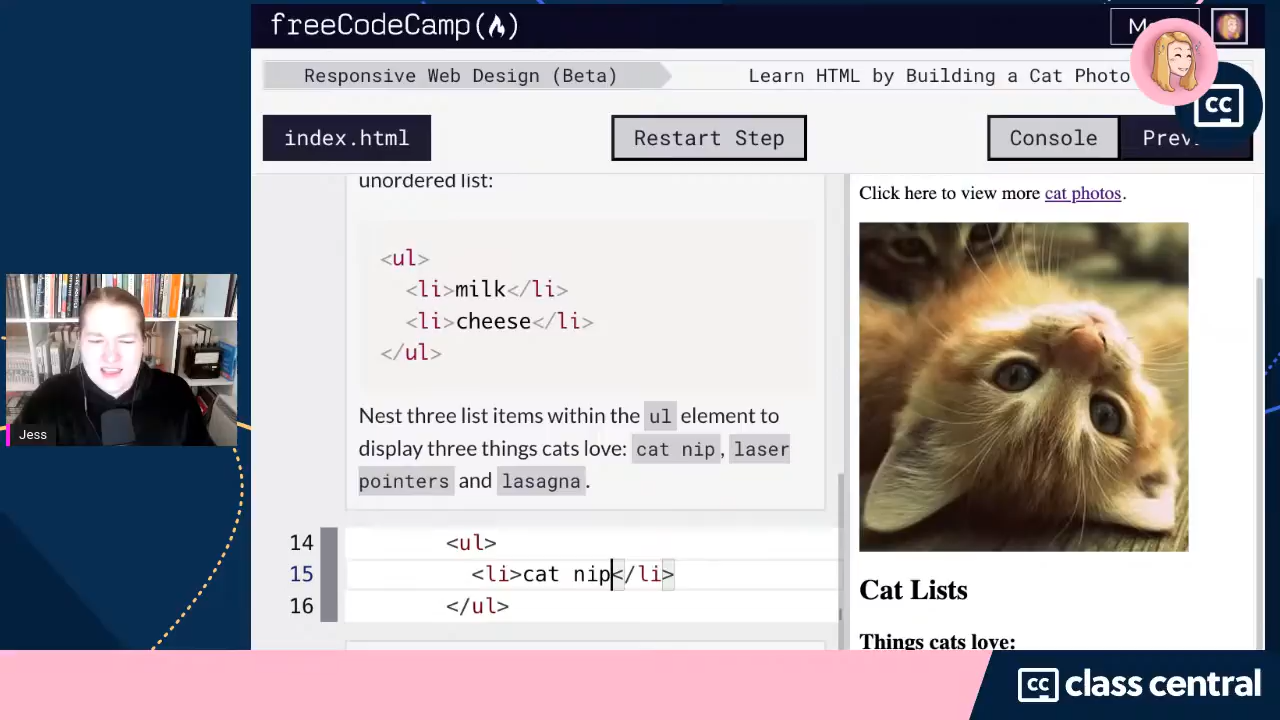 freeCodeCamp
Responsive Web Design (Beta)
Learn HTML by Building a Cat Photo
CC
index.html
Restart Step
Console
unordered list:
Click here to view more cat photos.
<ul>
<li>milk</li>
<li>cheese</li>
</ul>
Nest three list items within the ul element to
display three things cats love: cat nip, laser
pointers and lasagna.
Jess
14 <ul>
15 <li>cat nip</li>
16 </ul>
Cat Lists
Things cats love:
CC class central